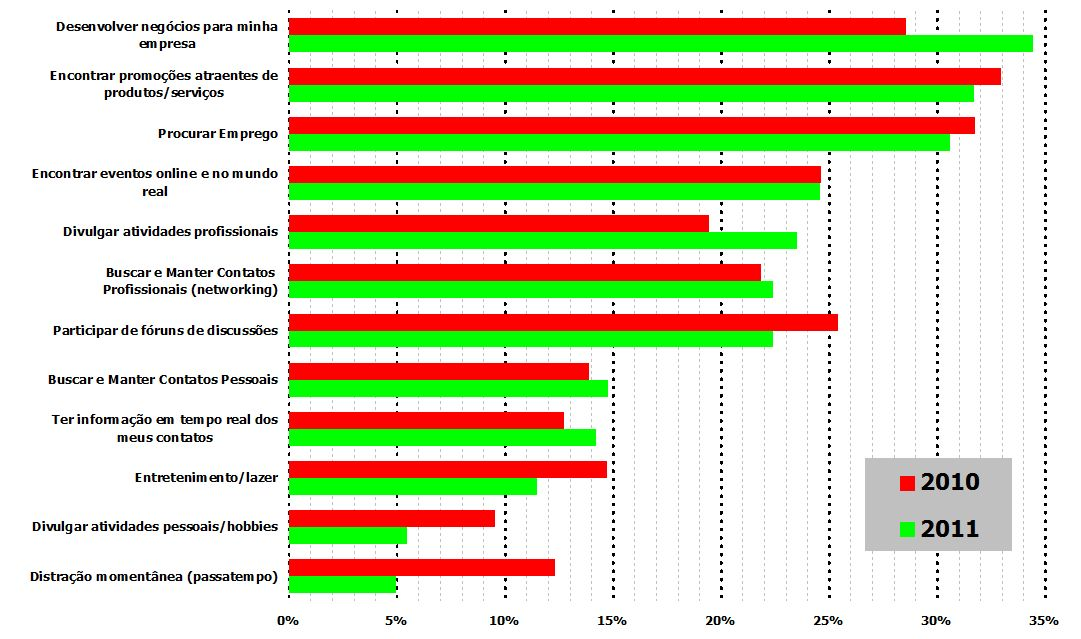 Desenvolver negócios para minha
empresa
Encontrar promoções atraentes de
produtos/serviços
Procurar Emprego
Encontrar eventos online e no mundo
real
Divulgar atividades profissionais
Buscar e Manter Contatos
Profissionais (networking)
Participar de fóruns de discussões
Buscar e Manter Contatos Pessoais
Ter informação em tempo real dos
meus contatos
Entretenimento/lazer
Divulgar atividades pessoais/hobbies
Distração momentânea (passatempo)
2010
2011
0% 5% 10% 15% 20% 25% 30% 35%